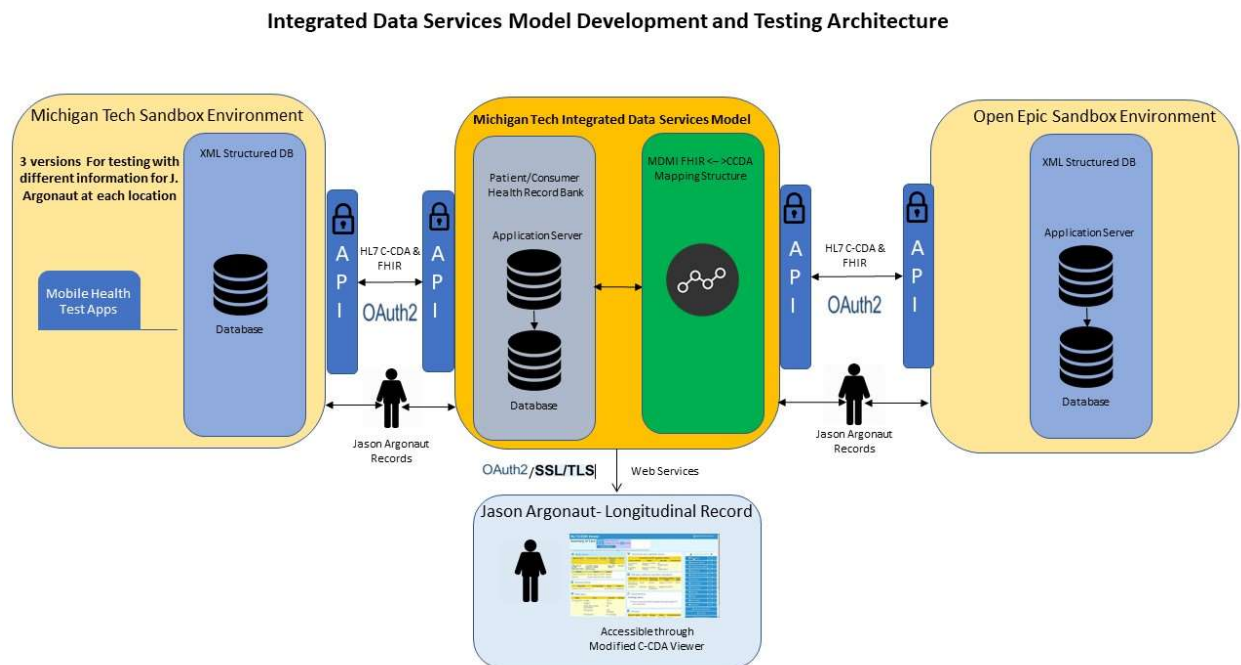 Integrated Data Services Model Development and Testing Architecture
Michigan Tech Sandbox Environment
3 versions For testing with
different information for J.
Argonaut at each location
XML Structured DB
Mobile Health
Test Apps
Database
A
P
I
HL7 C-CDA &
FHIR
OAuth2
A
P
I
Jason Argonaut
Records
Michigan Tech Integrated Data Services Model
Patient/Consumer
Health Record Bank
Application Server
Database
MDMI FHIR <-->CCDA
Mapping Structure
A
P
I
HL7 C-CDA &
FHIR
OAuth2
A
P
I
Jason Argonaut
Records
Open Epic Sandbox Environment
XML Structured DB
Application Server
Database
OAuth2/SSL/TLS
Web Services
Jason Argonaut- Longitudinal Record
Accessible through
Modified C-CDA Viewer